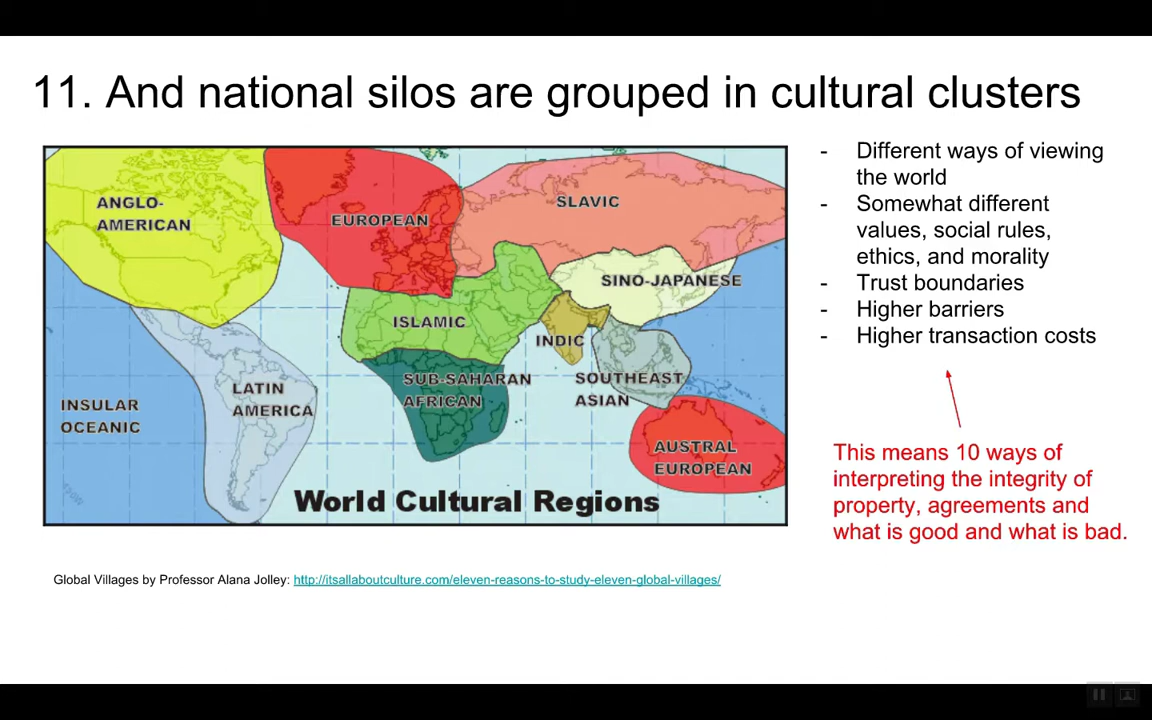 11. And national silos are grouped in cultural clusters
ANGLO-
AMERICAN
EUROPEAN
SLAVIC
SINO-JAPANESE
ISLAMIC
INDIC
SUB-SAHARAN
AFRICAN
SOUTHEAST
ASIAN
LATIN
AMERICA
INSULAR
OCEANIC
AUSTRAL
EUROPEAN
World Cultural Regions
- Different ways of viewing
the world
- Somewhat different
values, social rules,
ethics, and morality
- Trust boundaries
- Higher barriers
- Higher transaction costs
This means 10 ways of
interpreting the integrity of
property, agreements and
what is good and what is bad.
Global Villages by Professor Alana Jolley: http://itsallaboutculture.com/eleven-reasons-to-study-eleven-global-villages/